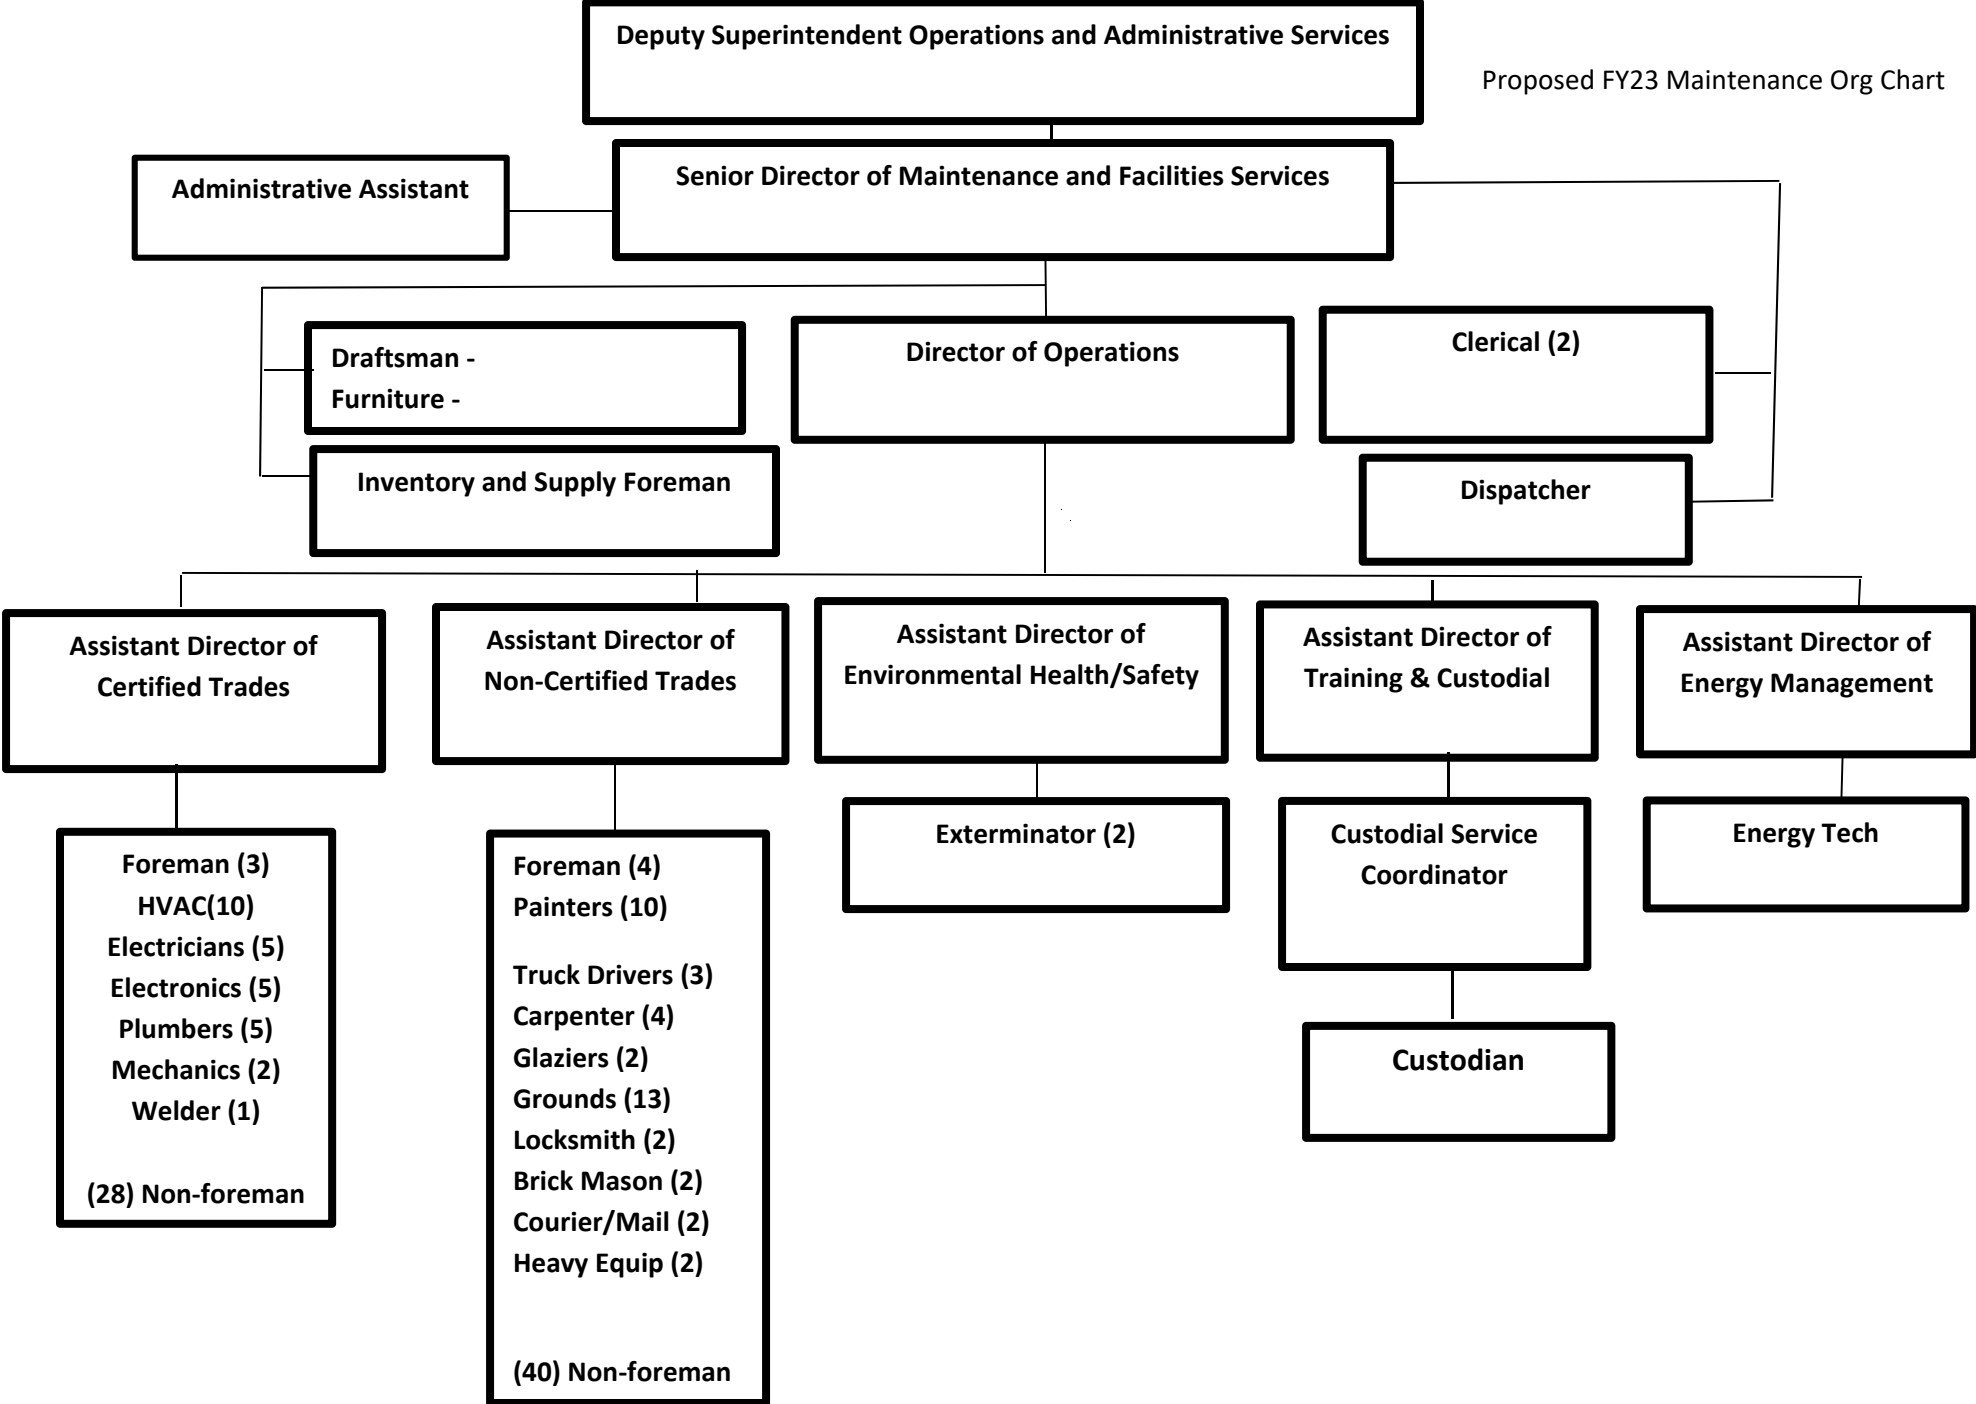 Deputy Superintendent Operations and Administrative Services
Proposed FY23 Maintenance Org Chart
Administrative Assistant
Senior Director of Maintenance and Facilities Services
Draftsman -
Furniture -
Director of Operations
Clerical (2)
Inventory and Supply Foreman
Dispatcher
Assistant Director of
Certified Trades
Assistant Director of
Non-Certified Trades
Assistant Director of
Environmental Health/Safety
Assistant Director of
Training & Custodial
Assistant Director of
Energy Management
Foreman (3)
HVAC(10)
Electricians (5)
Electronics (5)
Plumbers (5)
Mechanics (2)
Welder (1)
(28) Non-foreman
Foreman (4)
Painters (10)
Truck Drivers (3)
Carpenter (4)
Glaziers (2)
Grounds (13)
Locksmith (2)
Brick Mason (2)
Courier/Mail (2)
Heavy Equip (2)
(40) Non-foreman
Exterminator (2)
Custodial Service
Coordinator
Custodian
Energy Tech